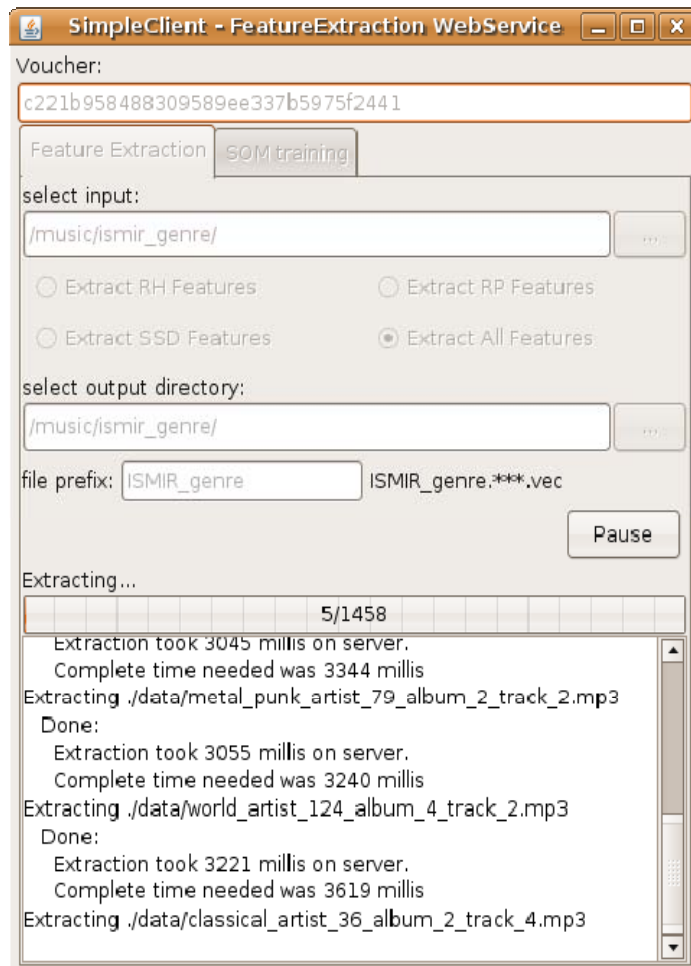 SimpleClient - FeatureExtraction WebService
Voucher:
c221b958488309589ee337b5975f2441
Feature Extraction SOM training
select input:
/music/ismir_genre/ ...
Extract RH Features Extract RP Features
Extract SSD Features Extract All Features
select output directory:
/music/ismir_genre/ ...
file prefix: ISMIR_genre ISMIR_genre.***.vec
Pause
Extracting...
5/1458
Extraction took 3045 millis on server.
Complete time needed was 3344 millis
Extracting ./data/metal_punk_artist_79_album_2_track_2.mp3
Done:
Extraction took 3055 millis on server.
Complete time needed was 3240 millis
Extracting ./data/world_artist_124_album_4_track_2.mp3
Done:
Extraction took 3221 millis on server.
Complete time needed was 3619 millis
Extracting ./data/classical_artist_36_album_2_track_4.mp3